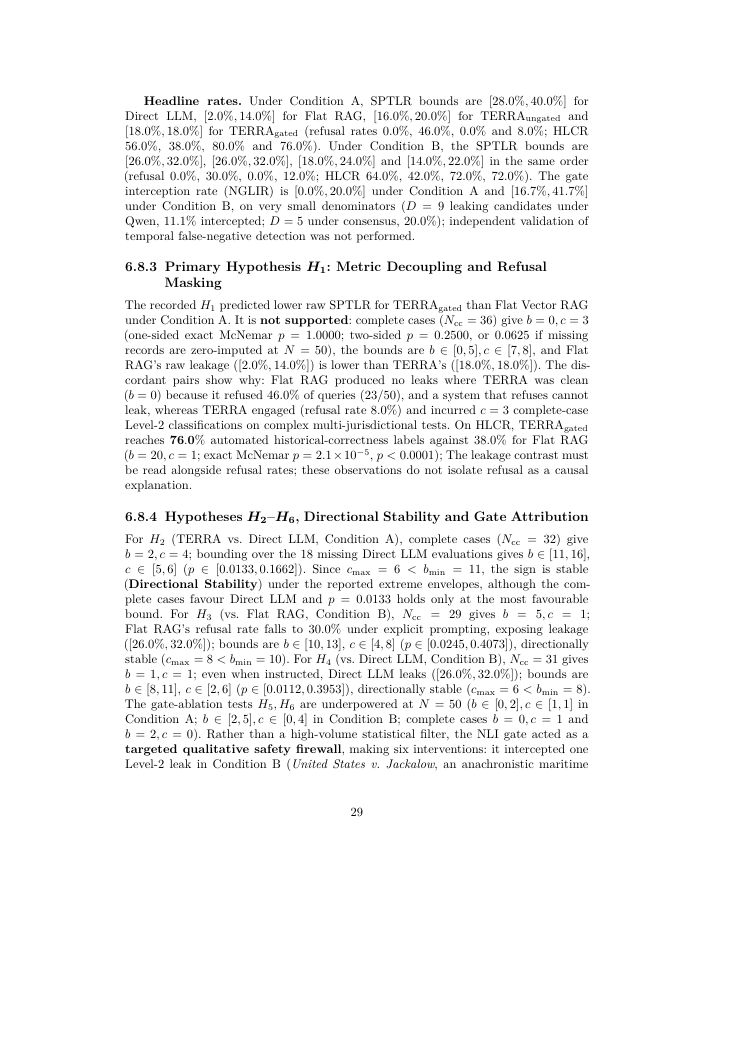 Headline rates. Under Condition A, SPTLR bounds are [28.0%, 40.0%] for
Direct LLM, [2.0%, 14.0%] for Flat RAG, [16.0%, 20.0%] for TERRAungated and
[18.0%, 18.0%] for TERRAgated (refusal rates 0.0%, 46.0%, 0.0% and 8.0%; HLCR
56.0%, 38.0%, 80.0% and 76.0%). Under Condition B, the SPTLR bounds are
[26.0%, 32.0%], [26.0%, 32.0%], [18.0%, 24.0%] and [14.0%, 22.0%] in the same order
(refusal 0.0%, 30.0%, 0.0%, 12.0%; HLCR 64.0%, 42.0%, 72.0%, 72.0%). The gate
interception rate (NGLIR) is [0.0%, 20.0%] under Condition A and [16.7%, 41.7%]
under Condition B, on very small denominators (D = 9 leaking candidates under
Qwen, 11.1% intercepted; D = 5 under consensus, 20.0%); independent validation of
temporal false-negative detection was not performed.
6.8.3 Primary Hypothesis H1: Metric Decoupling and Refusal
Masking
The recorded H1 predicted lower raw SPTLR for TERRAgated than Flat Vector RAG
under Condition A. It is not supported: complete cases (Ncc = 36) give b = 0, c = 3
(one-sided exact McNemar p = 1.0000; two-sided p = 0.2500, or 0.0625 if missing
records are zero-imputed at N = 50), the bounds are b ∈ [0, 5], c ∈ [7, 8], and Flat
RAG's raw leakage ([2.0%, 14.0%]) is lower than TERRA's ([18.0%, 18.0%]). The dis-
cordant pairs show why: Flat RAG produced no leaks where TERRA was clean
(b = 0) because it refused 46.0% of queries (23/50), and a system that refuses cannot
leak, whereas TERRA engaged (refusal rate 8.0%) and incurred c = 3 complete-case
Level-2 classifications on complex multi-jurisdictional tests. On HLCR, TERRAgated
reaches 76.0% automated historical-correctness labels against 38.0% for Flat RAG
(b = 20, c = 1; exact McNemar p = 2.1 × 10⁻⁵, p < 0.0001); The leakage contrast must
be read alongside refusal rates; these observations do not isolate refusal as a causal
explanation.
6.8.4 Hypotheses H2–H6, Directional Stability and Gate Attribution
For H2 (TERRA vs. Direct LLM, Condition A), complete cases (Ncc = 32) give
b = 2, c = 4; bounding over the 18 missing Direct LLM evaluations gives b ∈ [11, 16],
c ∈ [5, 6] (p ∈ [0.0133, 0.1662]). Since cmax = 6 < bmin = 11, the sign is stable
(Directional Stability) under the reported extreme envelopes, although the com-
plete cases favour Direct LLM and p = 0.0133 holds only at the most favourable
bound. For H3 (vs. Flat RAG, Condition B), Ncc = 29 gives b = 5, c = 1;
Flat RAG's refusal rate falls to 30.0% under explicit prompting, exposing leakage
([26.0%, 32.0%]); bounds are b ∈ [10, 13], c ∈ [4, 8] (p ∈ [0.0245, 0.4073]), directionally
stable (cmax = 8 < bmin = 10). For H4 (vs. Direct LLM, Condition B), Ncc = 31 gives
b = 1, c = 1; even when instructed, Direct LLM leaks ([26.0%, 32.0%]); bounds are
b ∈ [8, 11], c ∈ [2, 6] (p ∈ [0.0112, 0.3953]), directionally stable (cmax = 6 < bmin = 8).
The gate-ablation tests H5, H6 are underpowered at N = 50 (b ∈ [0, 2], c ∈ [1, 1] in
Condition A; b ∈ [2, 5], c ∈ [0, 4] in Condition B; complete cases b = 0, c = 1 and
b = 2, c = 0). Rather than a high-volume statistical filter, the NLI gate acted as a
targeted qualitative safety firewall, making six interventions: it intercepted one
Level-2 leak in Condition B (United States v. Jackalow, an anachronistic maritime
29